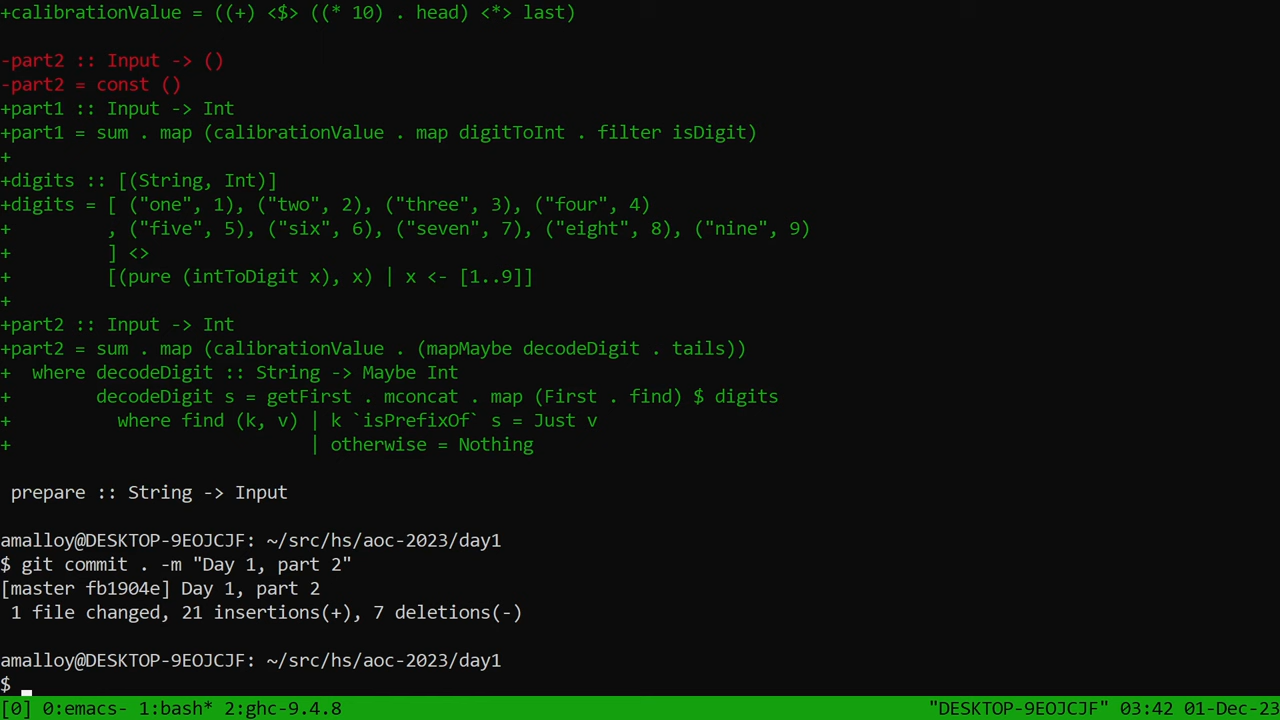 +calibrationValue = ((+) <$> ((* 10) . head) <*> last)
-part2 :: Input -> ()
-part2 = const ()
+part1 :: Input -> Int
+part1 = sum . map (calibrationValue . map digitToInt . filter isDigit)
+
+digits :: [(String, Int)]
+digits = [ ("one", 1), ("two", 2), ("three", 3), ("four", 4)
+         , ("five", 5), ("six", 6), ("seven", 7), ("eight", 8), ("nine", 9)
+         ] <>
+         [(pure (intToDigit x), x) | x <- [1..9]]
+
+part2 :: Input -> Int
+part2 = sum . map (calibrationValue . (mapMaybe decodeDigit . tails))
+  where decodeDigit :: String -> Maybe Int
+        decodeDigit s = getFirst . mconcat . map (First . find) $ digits
+          where find (k, v) | k `isPrefixOf` s = Just v
+                            | otherwise = Nothing
 prepare :: String -> Input
amalloy@DESKTOP-9EOJCJF: ~/src/hs/aoc-2023/day1
$ git commit . -m "Day 1, part 2"
[master fb1904e] Day 1, part 2
 1 file changed, 21 insertions(+), 7 deletions(-)
amalloy@DESKTOP-9EOJCJF: ~/src/hs/aoc-2023/day1
$
[0] 0:emacs- 1:bash* 2:ghc-9.4.8 "DESKTOP-9EOJCJF" 03:42 01-Dec-23